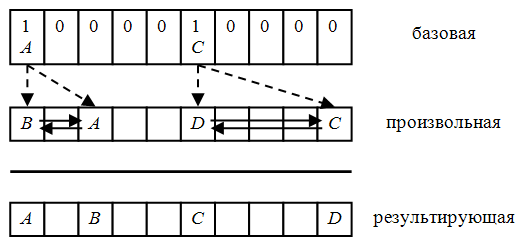 1 0 0 0 0 1 0 0 0 0 базовая
A C
B A D C произвольная
A B C D результирующая